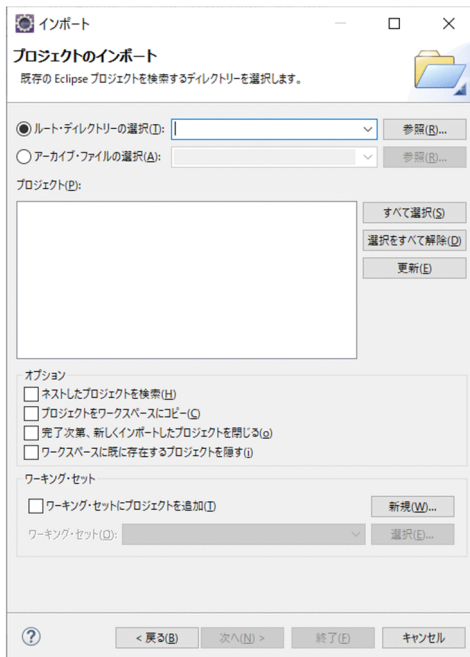 インポート
プロジェクトのインポート
既存の Eclipse プロジェクトを検索するディレクトリーを選択します。
ルート・ディレクトリーの選択(T):
参照(R)...
アーカイブ・ファイルの選択(A):
参照(R)...
プロジェクト(P):
すべて選択(S)
選択をすべて解除(D)
更新(E)
オプション
ネストしたプロジェクトを検索(H)
プロジェクトをワークスペースにコピー(C)
完了次第、新しくインポートしたプロジェクトを閉じる(o)
ワークスペースに既に存在するプロジェクトを隠す(i)
ワーキング・セット
ワーキング・セットにプロジェクトを追加(T)
新規(W)...
ワーキング・セット(O):
選択(E)...
?
< 戻る(B)
次へ(N) >
終了(F)
キャンセル